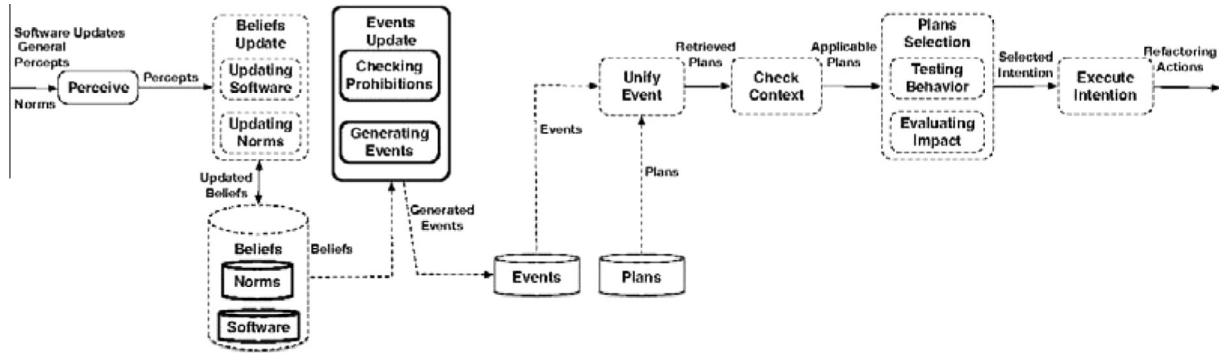 Software Updates
General
Percepts
Norms
Perceive
Percepts
Beliefs
Update
Updating
Software
Updating
Norms
Updated
Beliefs
Beliefs
Norms
Software
Beliefs
Events
Update
Checking
Prohibitions
Generating
Events
Generated
Events
Events
Plans
Events
Plans
Unify
Event
Retrieved
Plans
Check
Context
Applicable
Plans
Plans
Selection
Testing
Behavior
Evaluating
Impact
Selected
Intention
Execute
Intention
Refactoring
Actions